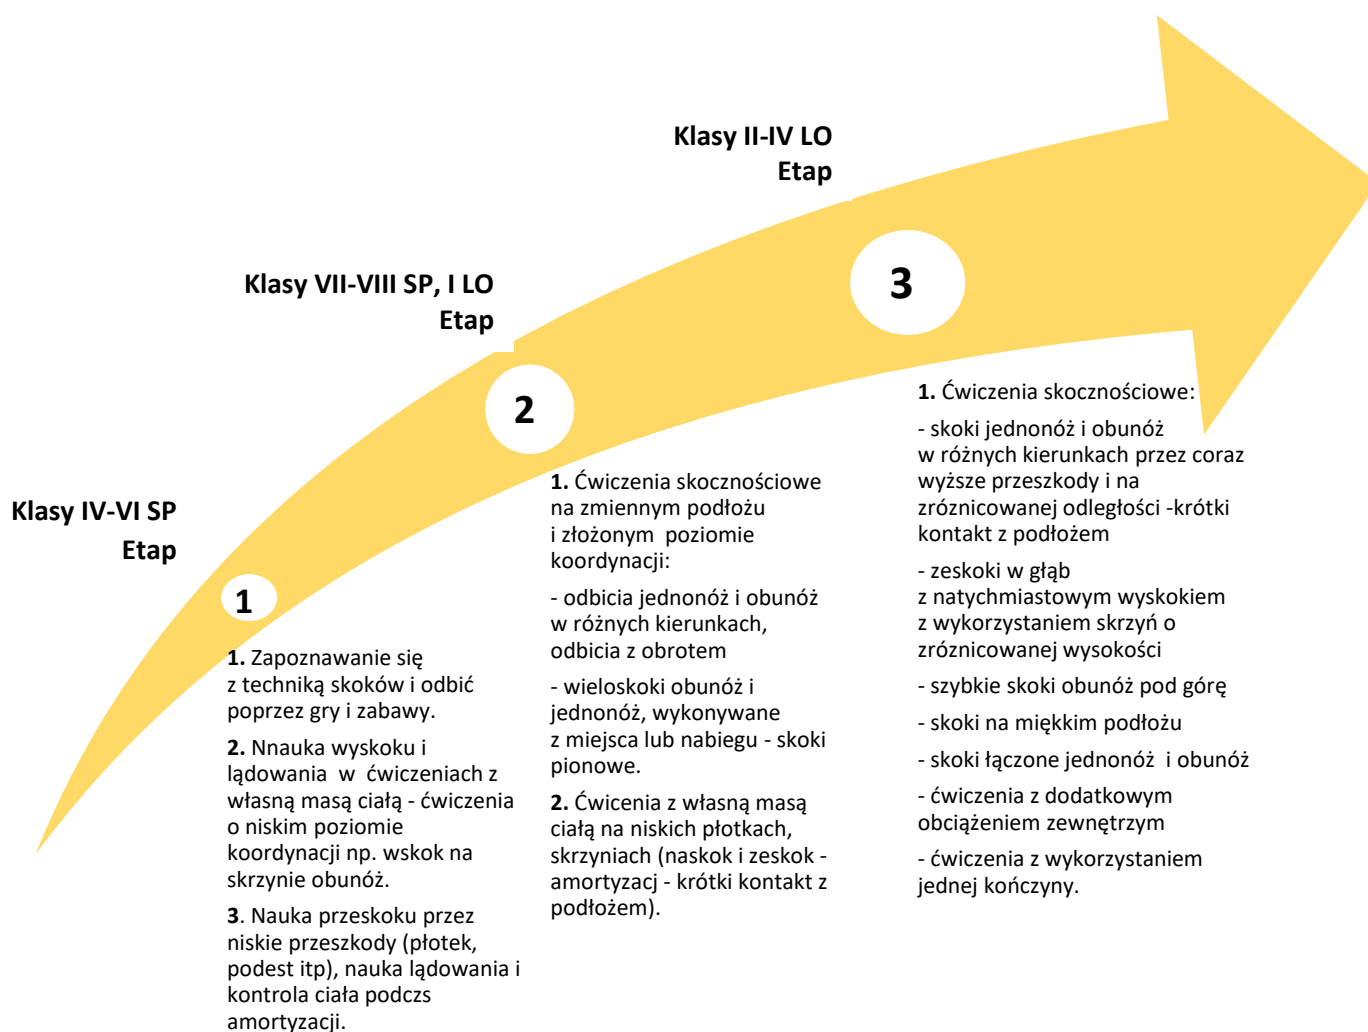 Klasy IV-VI SP
Etap
1
1. Zapoznawanie się
z techniką skoków i odbić
poprzez gry i zabawy.
2. Nnauka wyskoku i
lądowania w ćwiczeniach z
własną masą ciałą - ćwiczenia
o niskim poziomie
koordynacji np. wskok na
skrzynie obunóż.
3. Nauka przeskoku przez
niskie przeszkody (płotek,
podest itp), nauka lądowania i
kontrola ciała podczs
amortyzacji.
Klasy VII-VIII SP, I LO
Etap
2
1. Ćwiczenia skocznościowe
na zmiennym podłożu
i złożonym poziomie
koordynacji:
- odbicia jednonóż i obunóż
w różnych kierunkach,
odbicia z obrotem
- wieloskoki obunóż i
jednonóż, wykonywane
z miejsca lub nabiegu - skoki
pionowe.
2. Ćwicenia z własną masą
ciałą na niskich płotkach,
skrzyniach (naskok i zeskok -
amortyzacj - krótki kontakt z
podłożem).
Klasy II-IV LO
Etap
3
1. Ćwiczenia skocznościowe:
- skoki jednonóż i obunóż
w różnych kierunkach przez coraz
wyższe przeszkody i na
zróznicowanej odległości -krótki
kontakt z podłożem
- zeskoki w głąb
z natychmiastowym wyskokiem
z wykorzystaniem skrzyń o
zróznicowanej wysokości
- szybkie skoki obunóż pod górę
- skoki na miękkim podłożu
- skoki łączone jednonóż i obunóż
- ćwiczenia z dodatkowym
obciążeniem zewnętrzym
- ćwiczenia z wykorzystaniem
jednej kończyny.